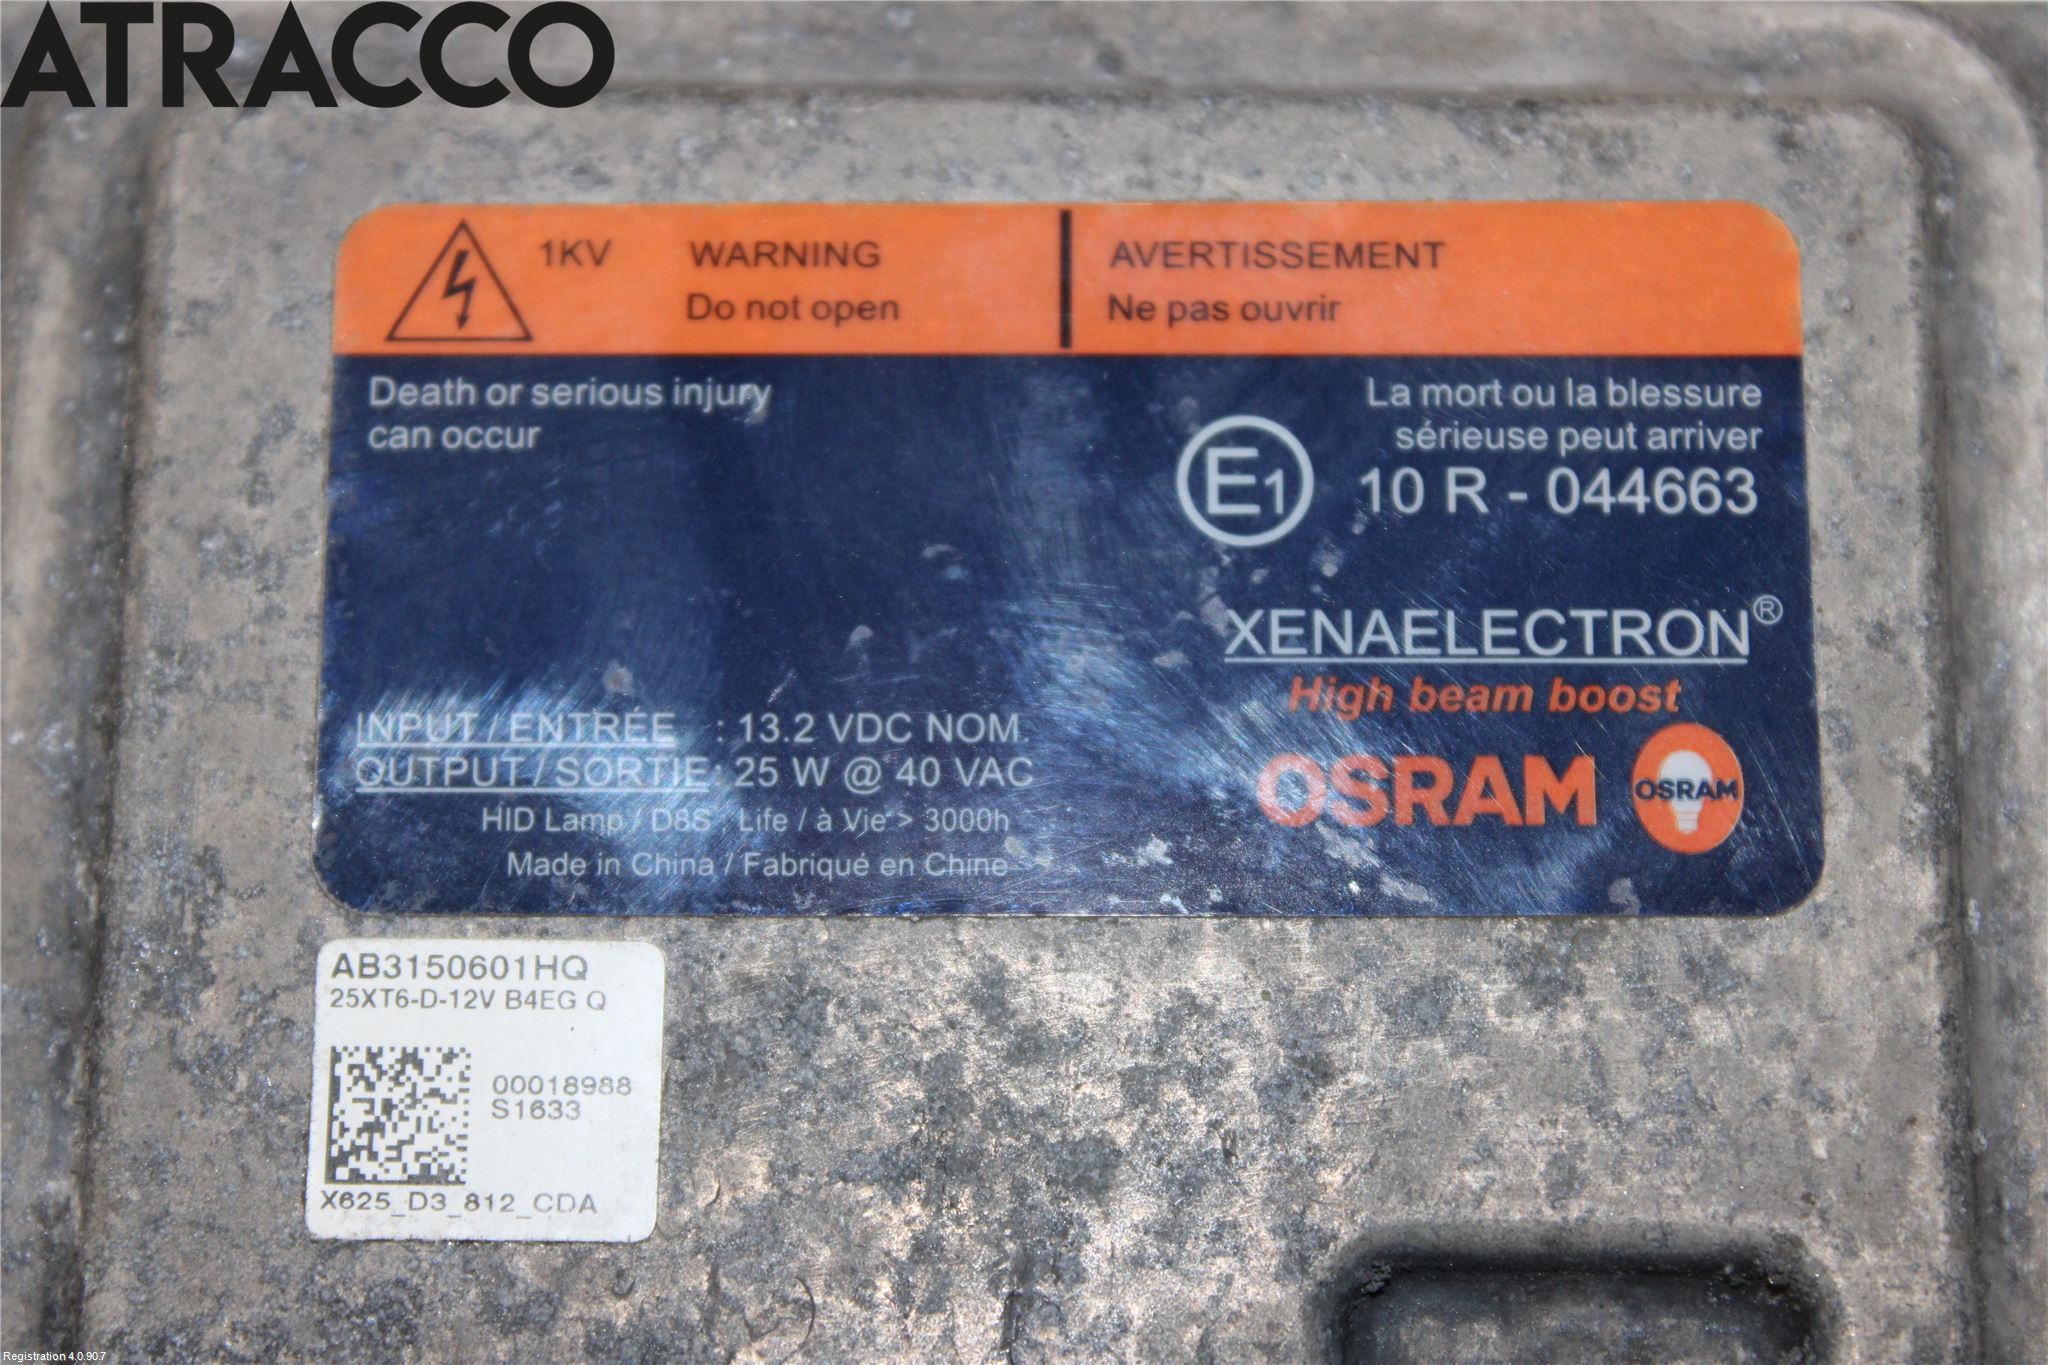 ATRACCO
1KV WARNING AVERTISSEMENT
Do not open Ne pas ouvrir
Death or serious injury
can occur
La mort ou la blessure
sérieuse peut arriver
E1 10 R - 044663
XENAELECTRON®
High beam boost
INPUT / ENTRÉE : 13.2 VDC NOM.
OUTPUT / SORTIE: 25 W @ 40 VAC
HID Lamp / D8S Life / à Vie > 3000h
Made in China / Fabriqué en Chine
OSRAM OSRAM
AB3150601HQ
25XT6-D-12V B4EG Q
00018988
S1633
X625_D3_812_CDA
Registration 4.0.90.7